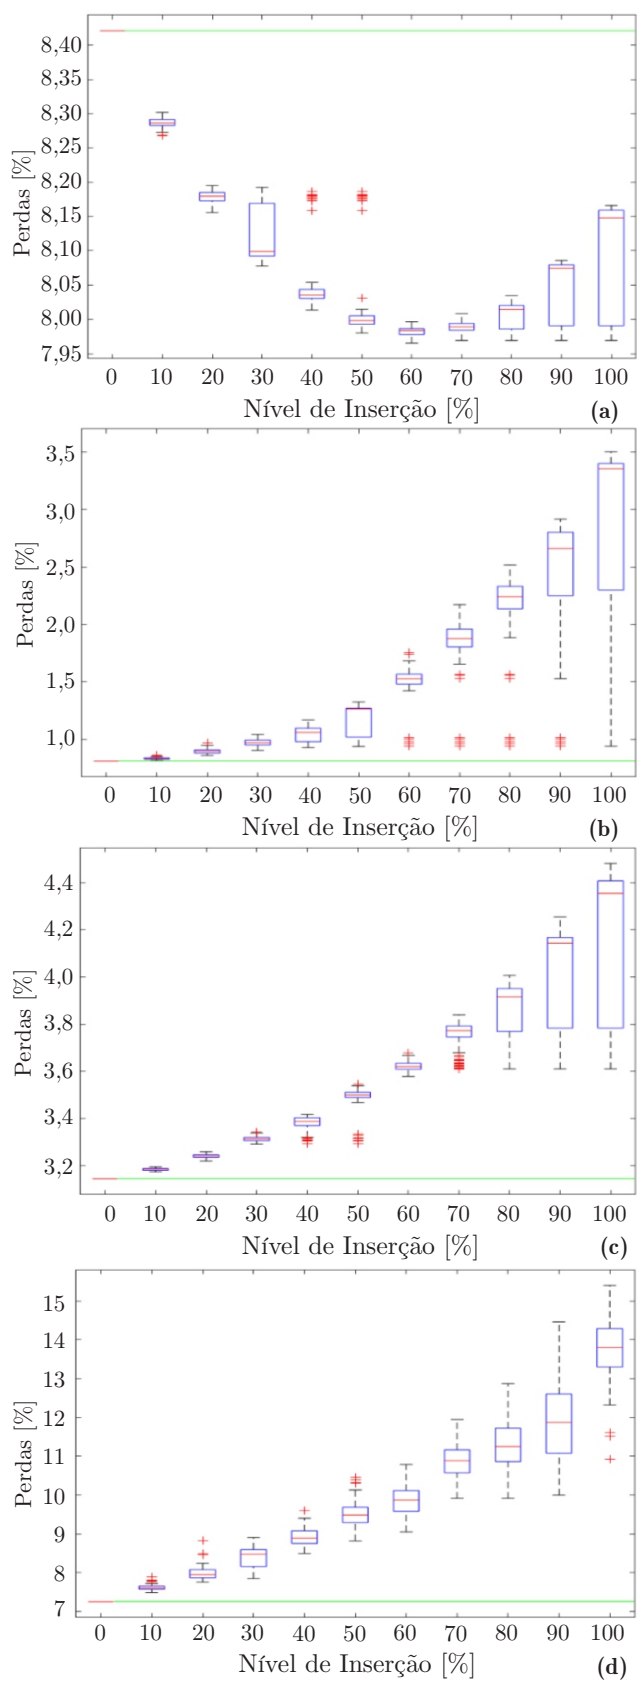 8,40
8,30
8,25
8,20
8,10
8,05
8,00
7,95
Perdas [%]
0 10 20 30 40 50 60 70 80 90 100
Nível de Inserção [%]
(a)
3,5
3,0
2,5
2,0
1,5
1,0
Perdas [%]
0 10 20 30 40 50 60 70 80 90 100
Nível de Inserção [%]
(b)
4,4
4,2
4,0
3,8
3,6
3,4
3,2
Perdas [%]
0 10 20 30 40 50 60 70 80 90 100
Nível de Inserção [%]
(c)
15
14
13
12
11
10
9
8
7
Perdas [%]
0 10 20 30 40 50 60 70 80 90 100
Nível de Inserção [%]
(d)